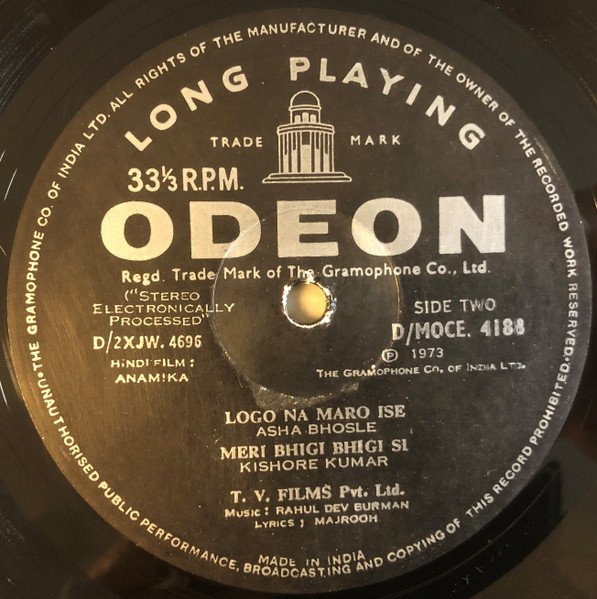 THE GRAMOPHONE CO. OF INDIA LTD. ALL RIGHTS OF THE MANUFACTURER AND OF THE OWNER OF THE RECORDED WORK RESERVED.
LONG PLAYING
TRADE MARK
33⅓ R.P.M.
ODEON
Regd. Trade Mark of The Gramophone Co., Ltd.
("STEREO
ELECTRONICALLY
PROCESSED"
D/2XJW. 4696
HINDI FILM:
ANAMIKA
SIDE TWO
D/MOCE. 4188
Ⓟ 1973
THE GRAMOPHONE CO. OF INDIA LTD.
LOGO NA MARO ISE
ASHA BHOSLE
MERI BHIGI BHIGI SI
KISHORE KUMAR
T. V. FILMS Pvt. Ltd.
MUSIC: RAHUL DEV BURMAN
LYRICS: MAJROOH
MADE IN INDIA
UNAUTHORISED PUBLIC PERFORMANCE, BROADCASTING AND COPYING OF THIS RECORD PROHIBITED.